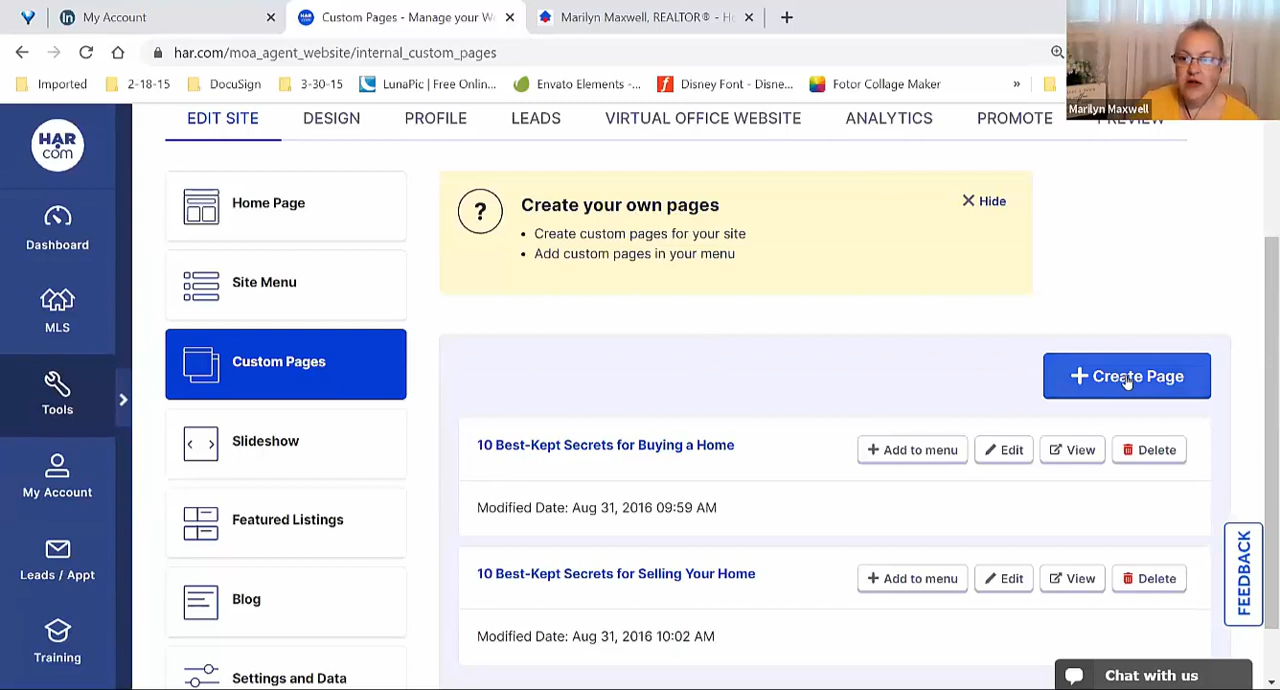 My Account
Custom Pages - Manage your W
Marilyn Maxwell, REALTOR® - H
har.com/moa_agent_website/internal_custom_pages
Imported
2-18-15
DocuSign
3-30-15
LunaPic | Free Onlin...
Envato Elements -...
Disney Font - Disne...
Fotor Collage Maker
»
Marilyn Maxwell
EDIT SITE
DESIGN
PROFILE
LEADS
VIRTUAL OFFICE WEBSITE
ANALYTICS
PROMOTE
PREVIEW
HAR
com
Dashboard
MLS
Tools
My Account
Leads / Appt
Training
Home Page
Site Menu
Custom Pages
Slideshow
Featured Listings
Blog
Settings and Data
?
Create your own pages
Hide
• Create custom pages for your site
• Add custom pages in your menu
+ Create Page
10 Best-Kept Secrets for Buying a Home
+ Add to menu
Edit
View
Delete
Modified Date: Aug 31, 2016 09:59 AM
10 Best-Kept Secrets for Selling Your Home
+ Add to menu
Edit
View
Delete
Modified Date: Aug 31, 2016 10:02 AM
FEEDBACK
Chat with us